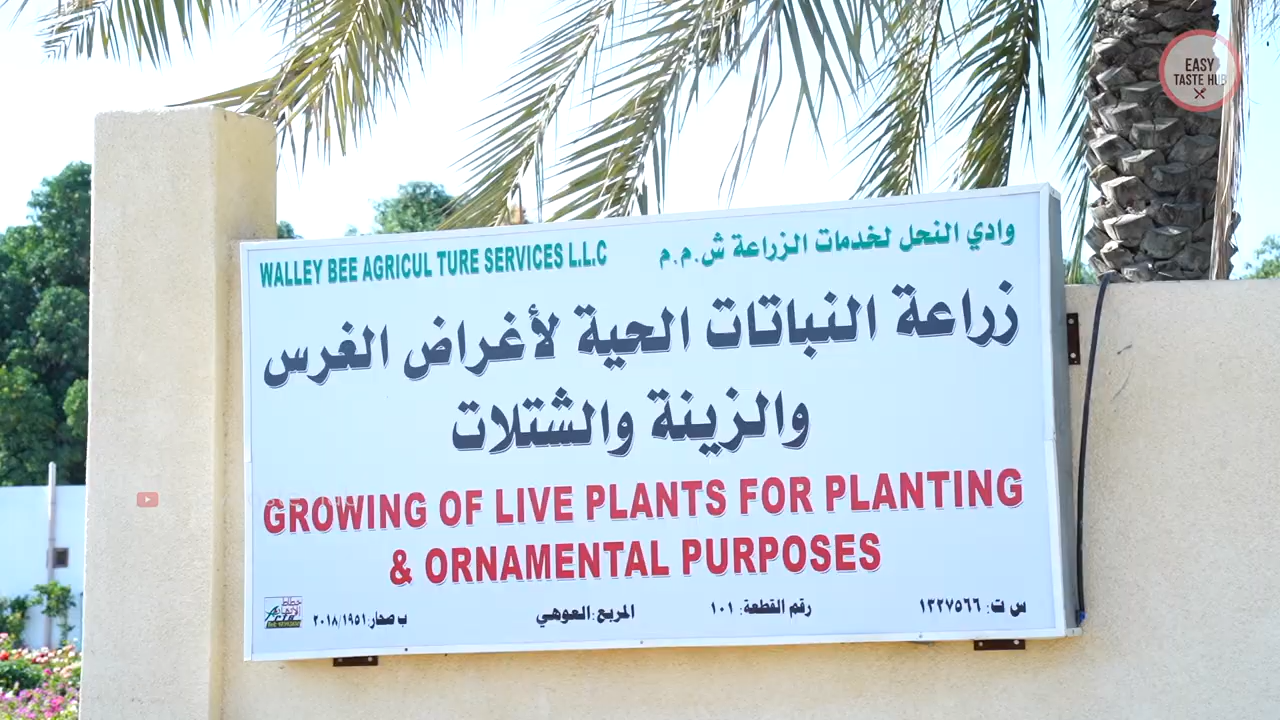 EASY
TASTE HUB
WALLEY BEE AGRICUL TURE SERVICES L.L.C
وادي النحل لخدمات الزراعة ش.م.م
زراعة النباتات الحية لأغراض الغرس
والزينة والشتلات
GROWING OF LIVE PLANTS FOR PLANTING
& ORNAMENTAL PURPOSES
س ت: ١٣٢٧٥٦٦
رقم القطعة: ١٠١
المربع: العوهي
ب صحار: ٢٠١٨/١٩٥١